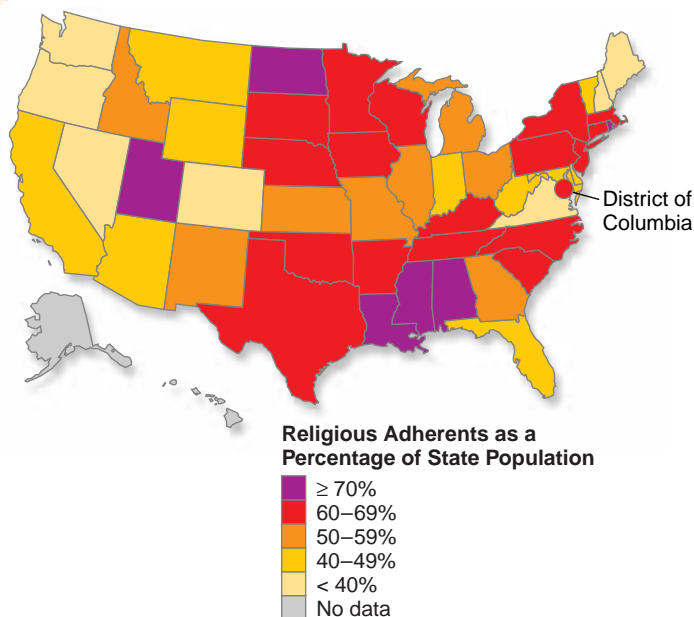 District of
Columbia
Religious Adherents as a
Percentage of State Population
≥ 70%
60–69%
50–59%
40–49%
< 40%
No data